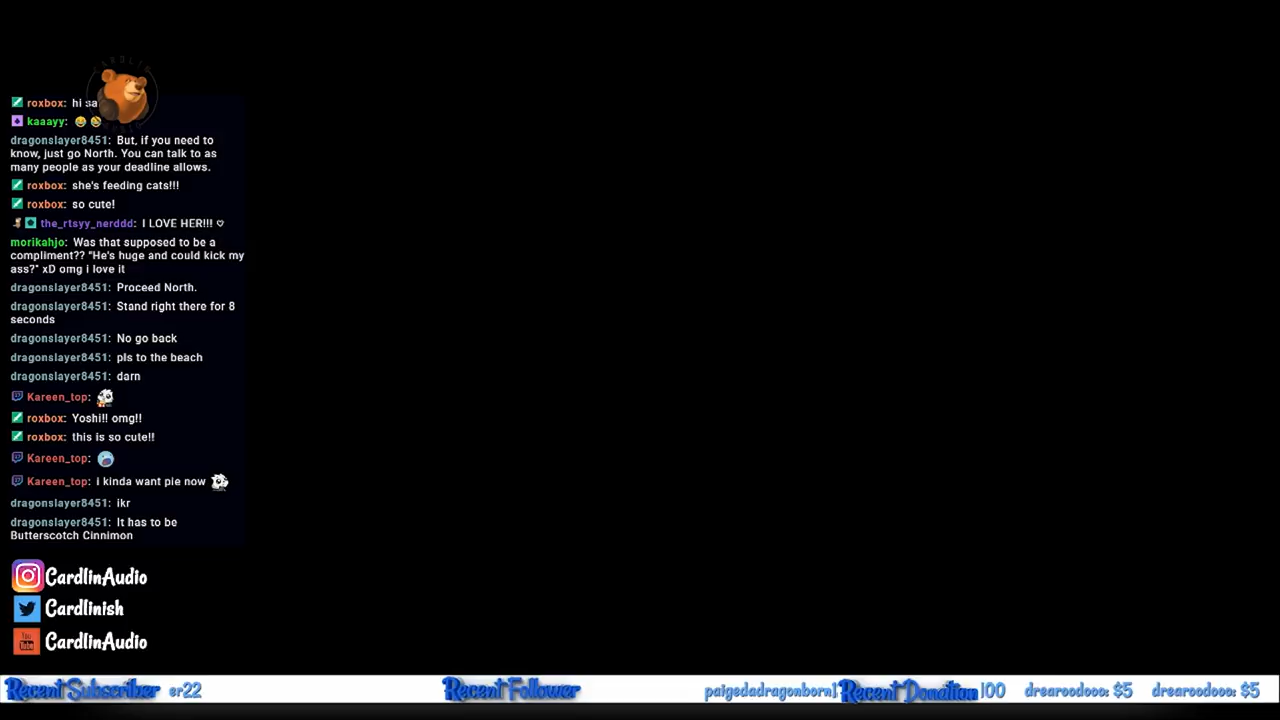 CARDLIN
roxbox: hi sa
kaaayy:
dragonslayer8451: But, if you need to
know, just go North. You can talk to as
many people as your deadline allows.
roxbox: she's feeding cats!!!
roxbox: so cute!
the_rtsyy_nerddd: I LOVE HER!!! ♡
morikahjo: Was that supposed to be a
compliment?? "He's huge and could kick my
ass?" xD omg i love it
dragonslayer8451: Proceed North.
dragonslayer8451: Stand right there for 8
seconds
dragonslayer8451: No go back
dragonslayer8451: pls to the beach
dragonslayer8451: darn
Kareen_top:
roxbox: Yoshi!! omg!!
roxbox: this is so cute!!
Kareen_top:
Kareen_top: i kinda want pie now
dragonslayer8451: ikr
dragonslayer8451: It has to be
Butterscotch Cinnimon
CardlinAudio
Cardlinish
You Tube CardlinAudio
Recent Subscriber er22 Recent Follower paigedadragonborn1 Recent Donation 100 drearoodooo: $5 drearoodooo: $5